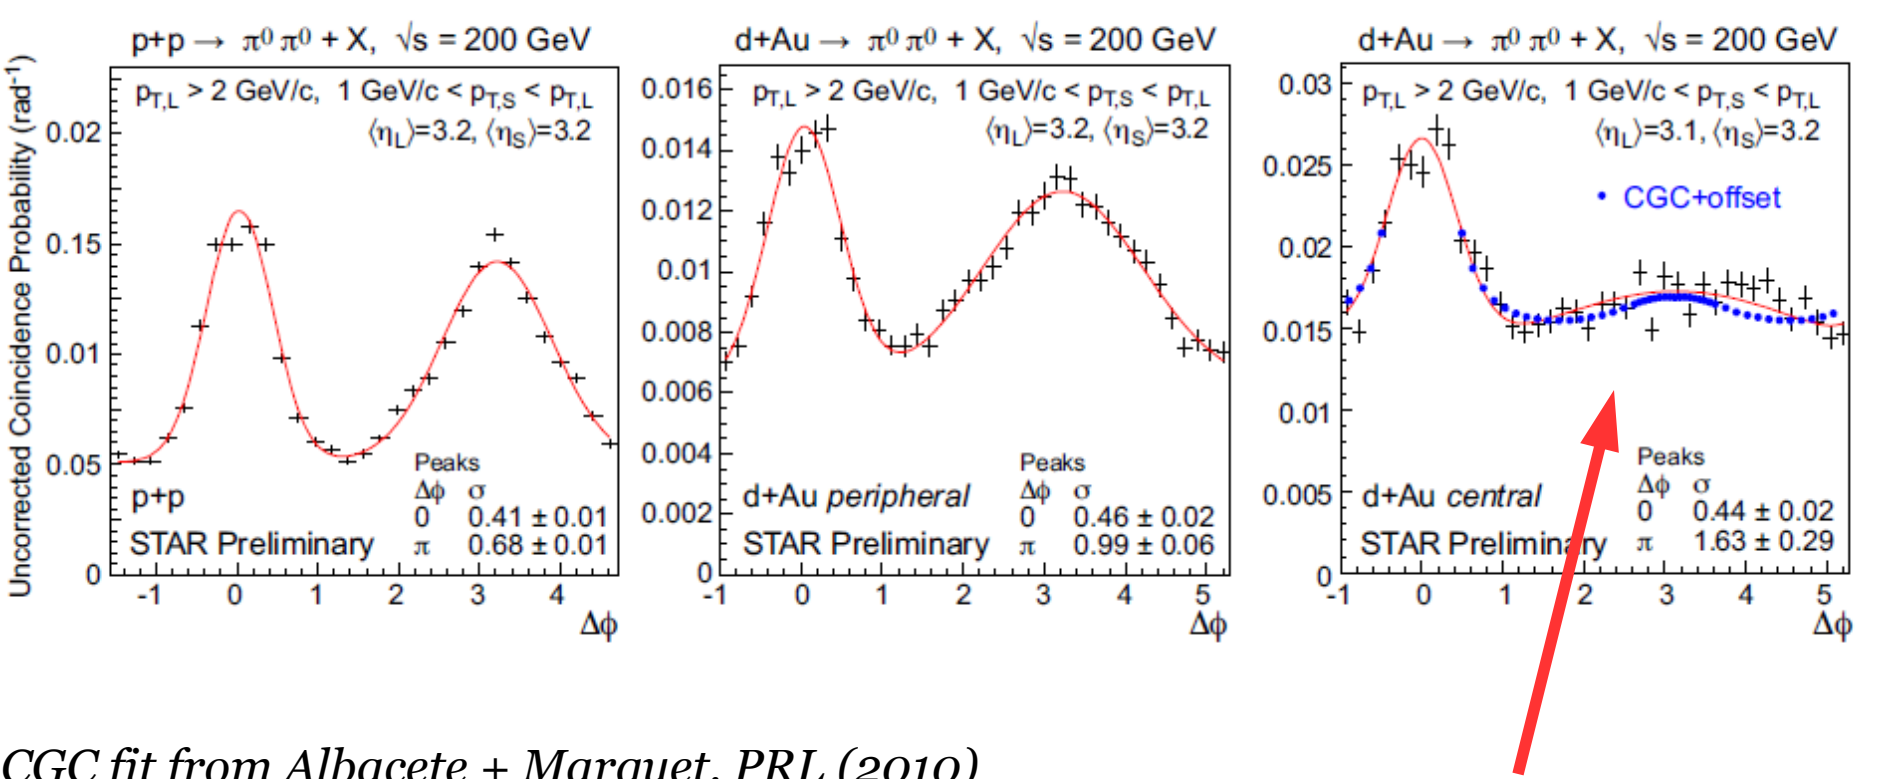 p+p → π⁰ π⁰ + X, √s = 200 GeV
Uncorrected Coincidence Probability (rad⁻¹)
p_T,L > 2 GeV/c, 1 GeV/c < p_T,S < p_T,L
⟨η_L⟩=3.2, ⟨η_S⟩=3.2
0.02
0.15
0.01
0.05
0
Peaks
Δφ σ
0 0.41 ± 0.01
π 0.68 ± 0.01
p+p
STAR Preliminary
-1 0 1 2 3 4
Δφ
d+Au → π⁰ π⁰ + X, √s = 200 GeV
p_T,L > 2 GeV/c, 1 GeV/c < p_T,S < p_T,L
⟨η_L⟩=3.2, ⟨η_S⟩=3.2
0.016
0.014
0.012
0.01
0.008
0.006
0.004
0.002
0
Peaks
Δφ σ
0 0.46 ± 0.02
π 0.99 ± 0.06
d+Au peripheral
STAR Preliminary
-1 0 1 2 3 4 5
Δφ
d+Au → π⁰ π⁰ + X, √s = 200 GeV
p_T,L > 2 GeV/c, 1 GeV/c < p_T,S < p_T,L
⟨η_L⟩=3.1, ⟨η_S⟩=3.2
CGC+offset
0.03
0.025
0.02
0.015
0.01
0.005
0
Peaks
Δφ σ
0 0.44 ± 0.02
π 1.63 ± 0.29
d+Au central
STAR Preliminary
-1 0 1 2 3 4 5
Δφ
CGC fit from Albacete + Marquet, PRL (2010)